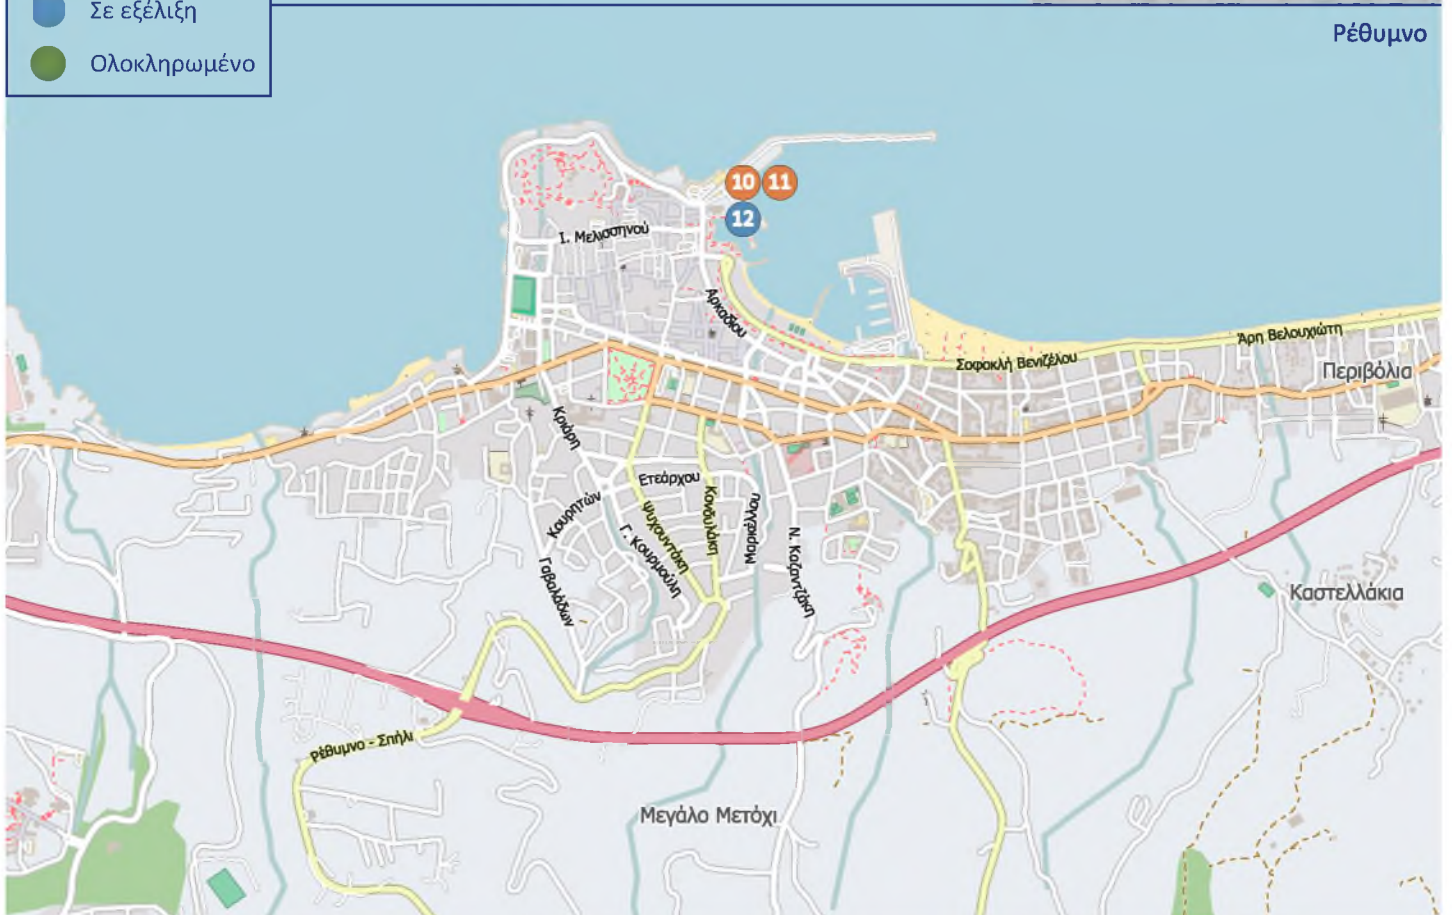 Σε εξέλιξη
Ολοκληρωμένο
Ρέθυμνο
10 11
12
Ι. Μελισσηνού
Αρκαδίου
Άρη Βελουχιώτη
Σοφοκλή Βενιζέλου
Περιβόλια
Κριάρη
Ετεάρχου
Κουρητών
Ψυχουντάκη
Κονδυλάκη
Μαρκέλλου
Γ. Κουρμούλη
Ν. Καζαντζάκη
Γαβαλάδων
Καστελλάκια
Ρέθυμνο - Σπήλι
Μεγάλο Μετόχι